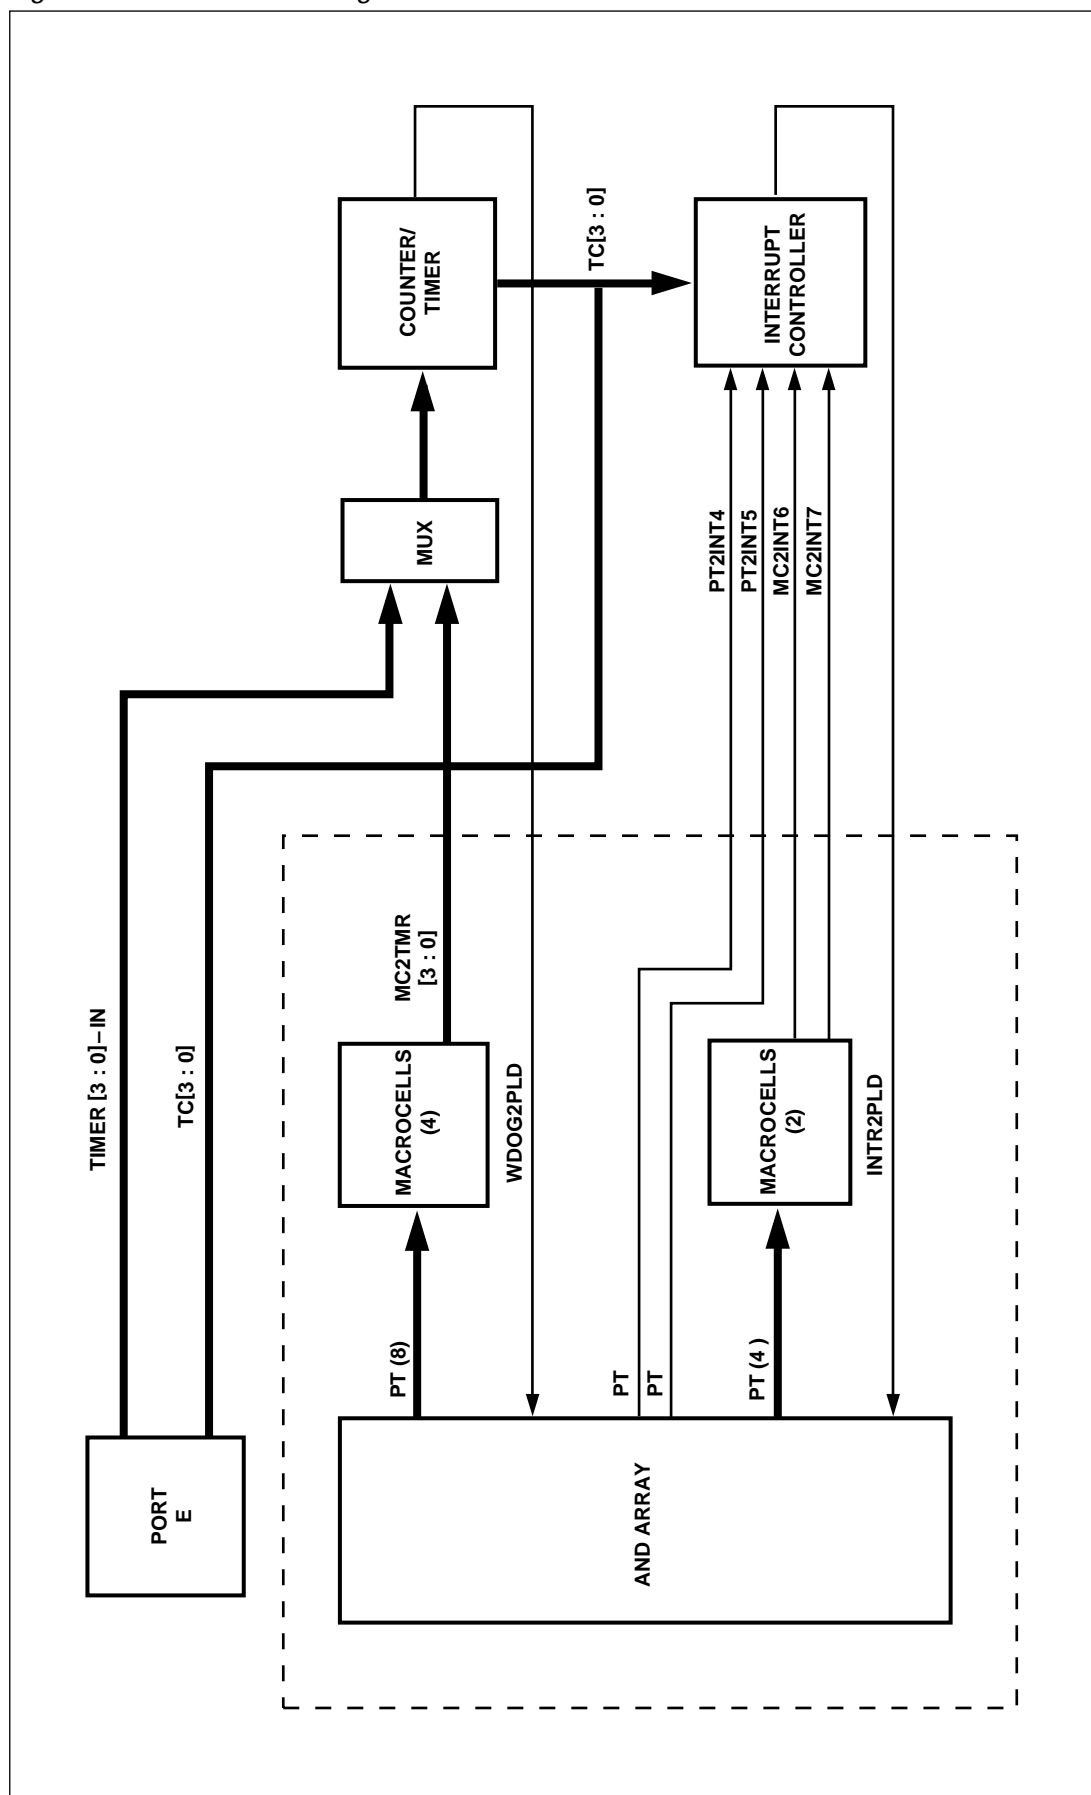 COUNTER/
TIMER
TC[3 : 0]
INTERRUPT
CONTROLLER
MUX
PT2INT4
PT2INT5
MC2INT6
MC2INT7
TIMER [3 : 0]–IN
TC[3 : 0]
MC2TMR
[3 : 0]
MACROCELLS
(4)
WDOG2PLD
MACROCELLS
(2)
INTR2PLD
PT (8)
PT
PT
PT (4 )
PORT
E
AND ARRAY